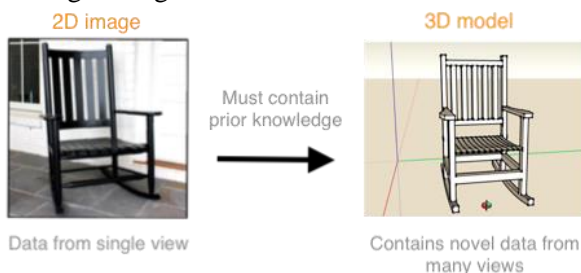 2D image
3D model
Must contain
prior knowledge
Data from single view
Contains novel data from
many views